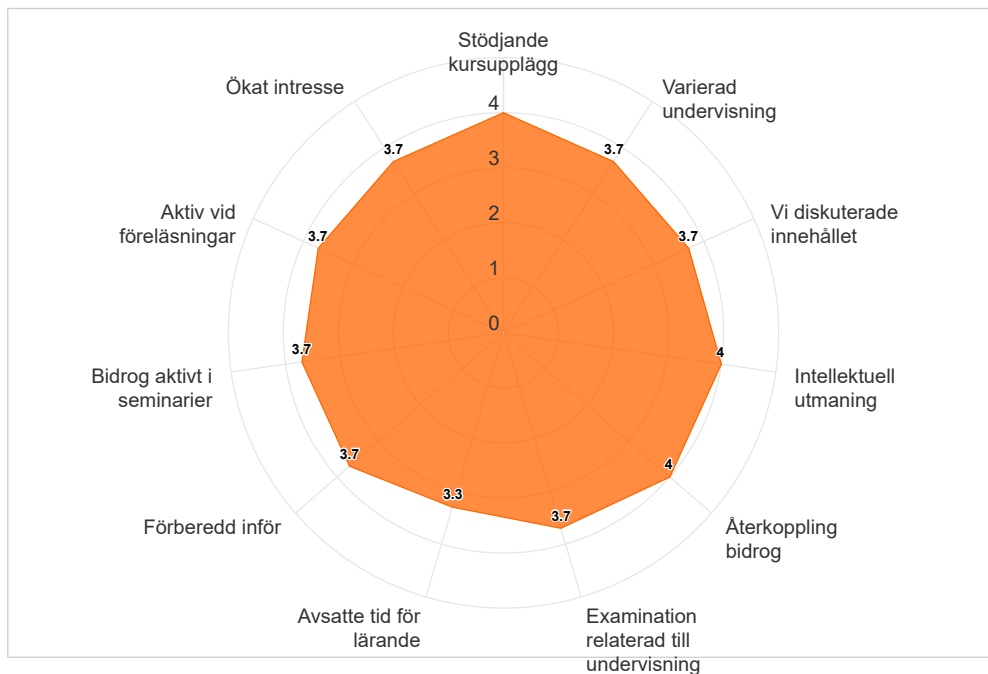 Stödjande
kursupplägg
Ökat intresse
Varierad
undervisning
4
3.7
3.7
3
Aktiv vid
föreläsningar
Vi diskuterade
innehållet
3.7
3.7
2
1
0
3.7
4
Bidrog aktivt i
seminarier
Intellektuell
utmaning
3.7
4
3.3
3.7
Förberedd inför
Återkoppling
bidrog
Avsatte tid för
lärande
Examination
relaterad till
undervisning